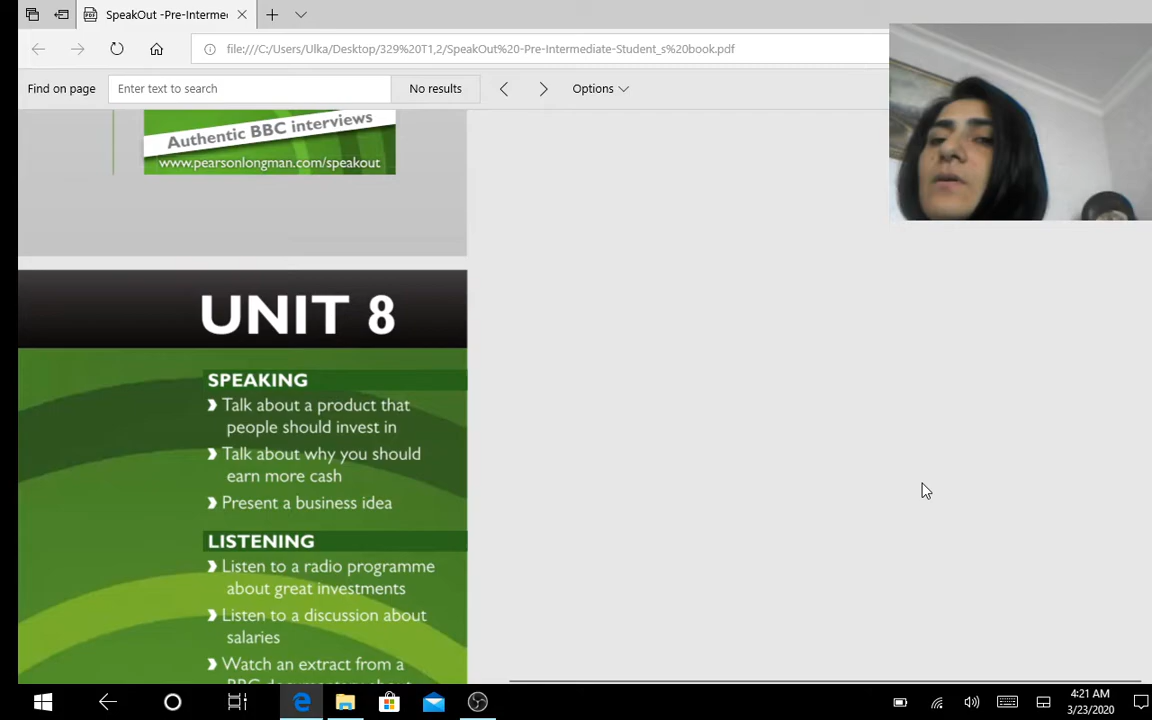 SpeakOut -Pre-Interme
file:///C:/Users/Ulka/Desktop/329%20T1,2/SpeakOut%20-Pre-Intermediate-Student_s%20book.pdf
Find on page
Enter text to search
No results
Options
Authentic BBC interviews
www.pearsonlongman.com/speakout
UNIT 8
SPEAKING
Talk about a product that
people should invest in
Talk about why you should
earn more cash
Present a business idea
LISTENING
Listen to a radio programme
about great investments
Listen to a discussion about
salaries
Watch an extract from a
BBC documentary about
4:21 AM
3/23/2020